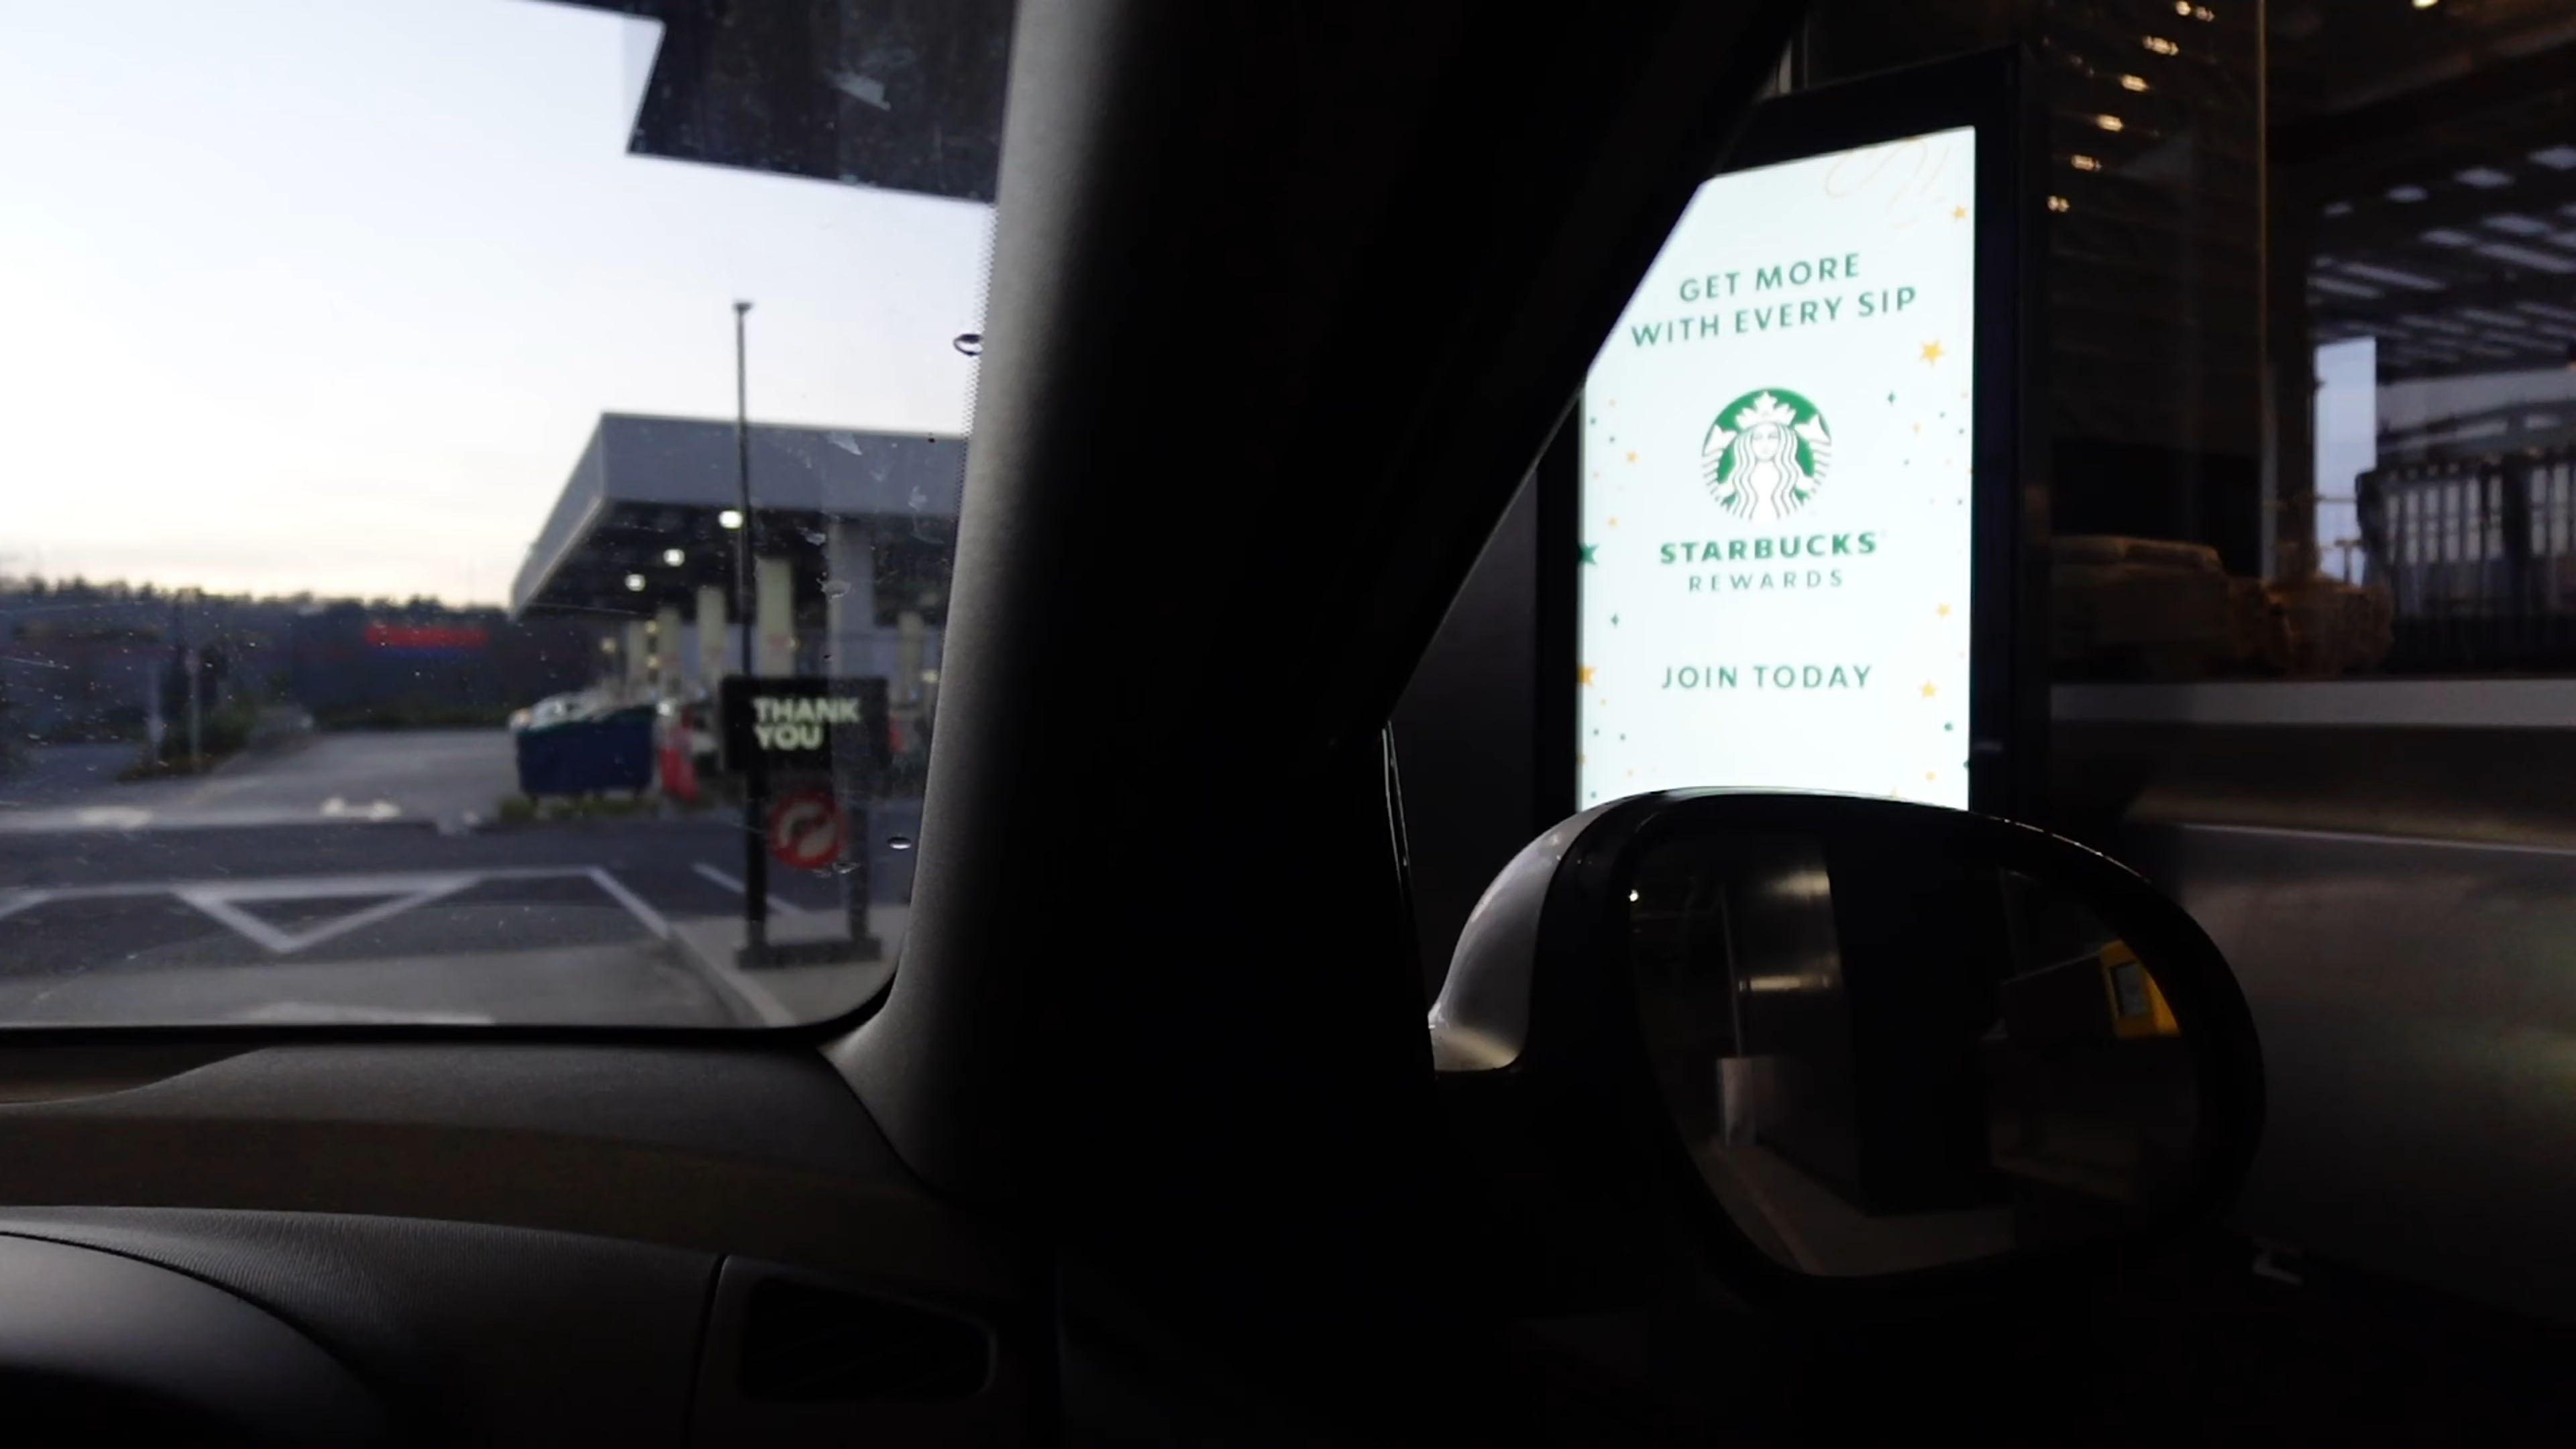 THANK
YOU
GET MORE
WITH EVERY SIP
STARBUCKS
REWARDS
JOIN TODAY